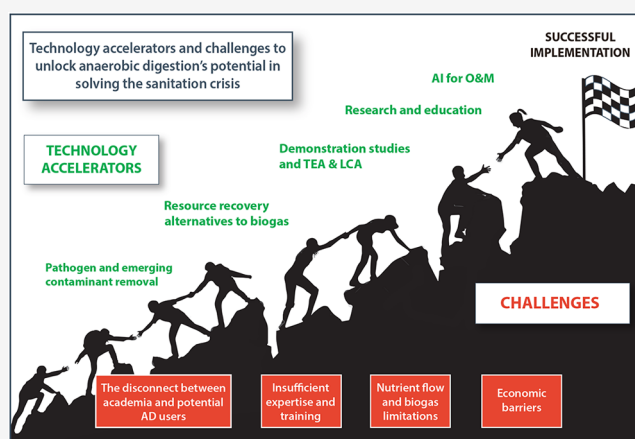 Technology accelerators and challenges to
unlock anaerobic digestion's potential in
solving the sanitation crisis
SUCCESSFUL
IMPLEMENTATION
AI for O&M
Research and education
TECHNOLOGY
ACCELERATORS
Demonstration studies
and TEA & LCA
Resource recovery
alternatives to biogas
Pathogen and emerging
contaminant removal
CHALLENGES
The disconnect between
academia and potential
AD users
Insufficient
expertise and
training
Nutrient flow
and biogas
limitations
Economic
barriers